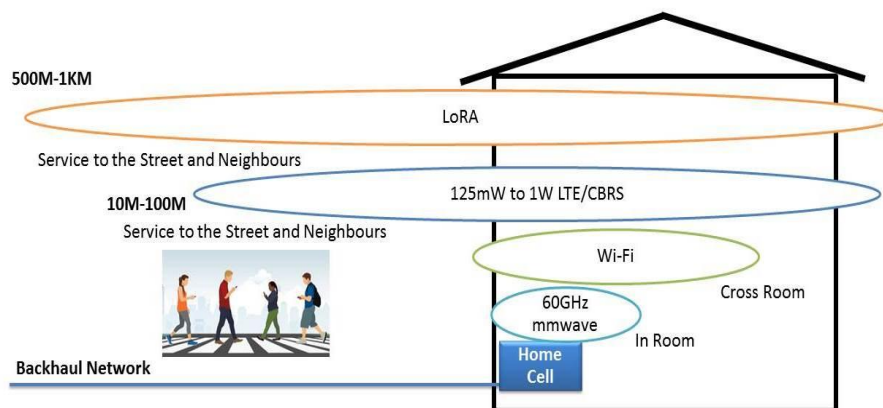 500M-1KM
LoRA
Service to the Street and Neighbours
125mW to 1W LTE/CBRS
10M-100M
Service to the Street and Neighbours
Wi-Fi
Cross Room
60GHz
mmwave
In Room
Home
Cell
Backhaul Network